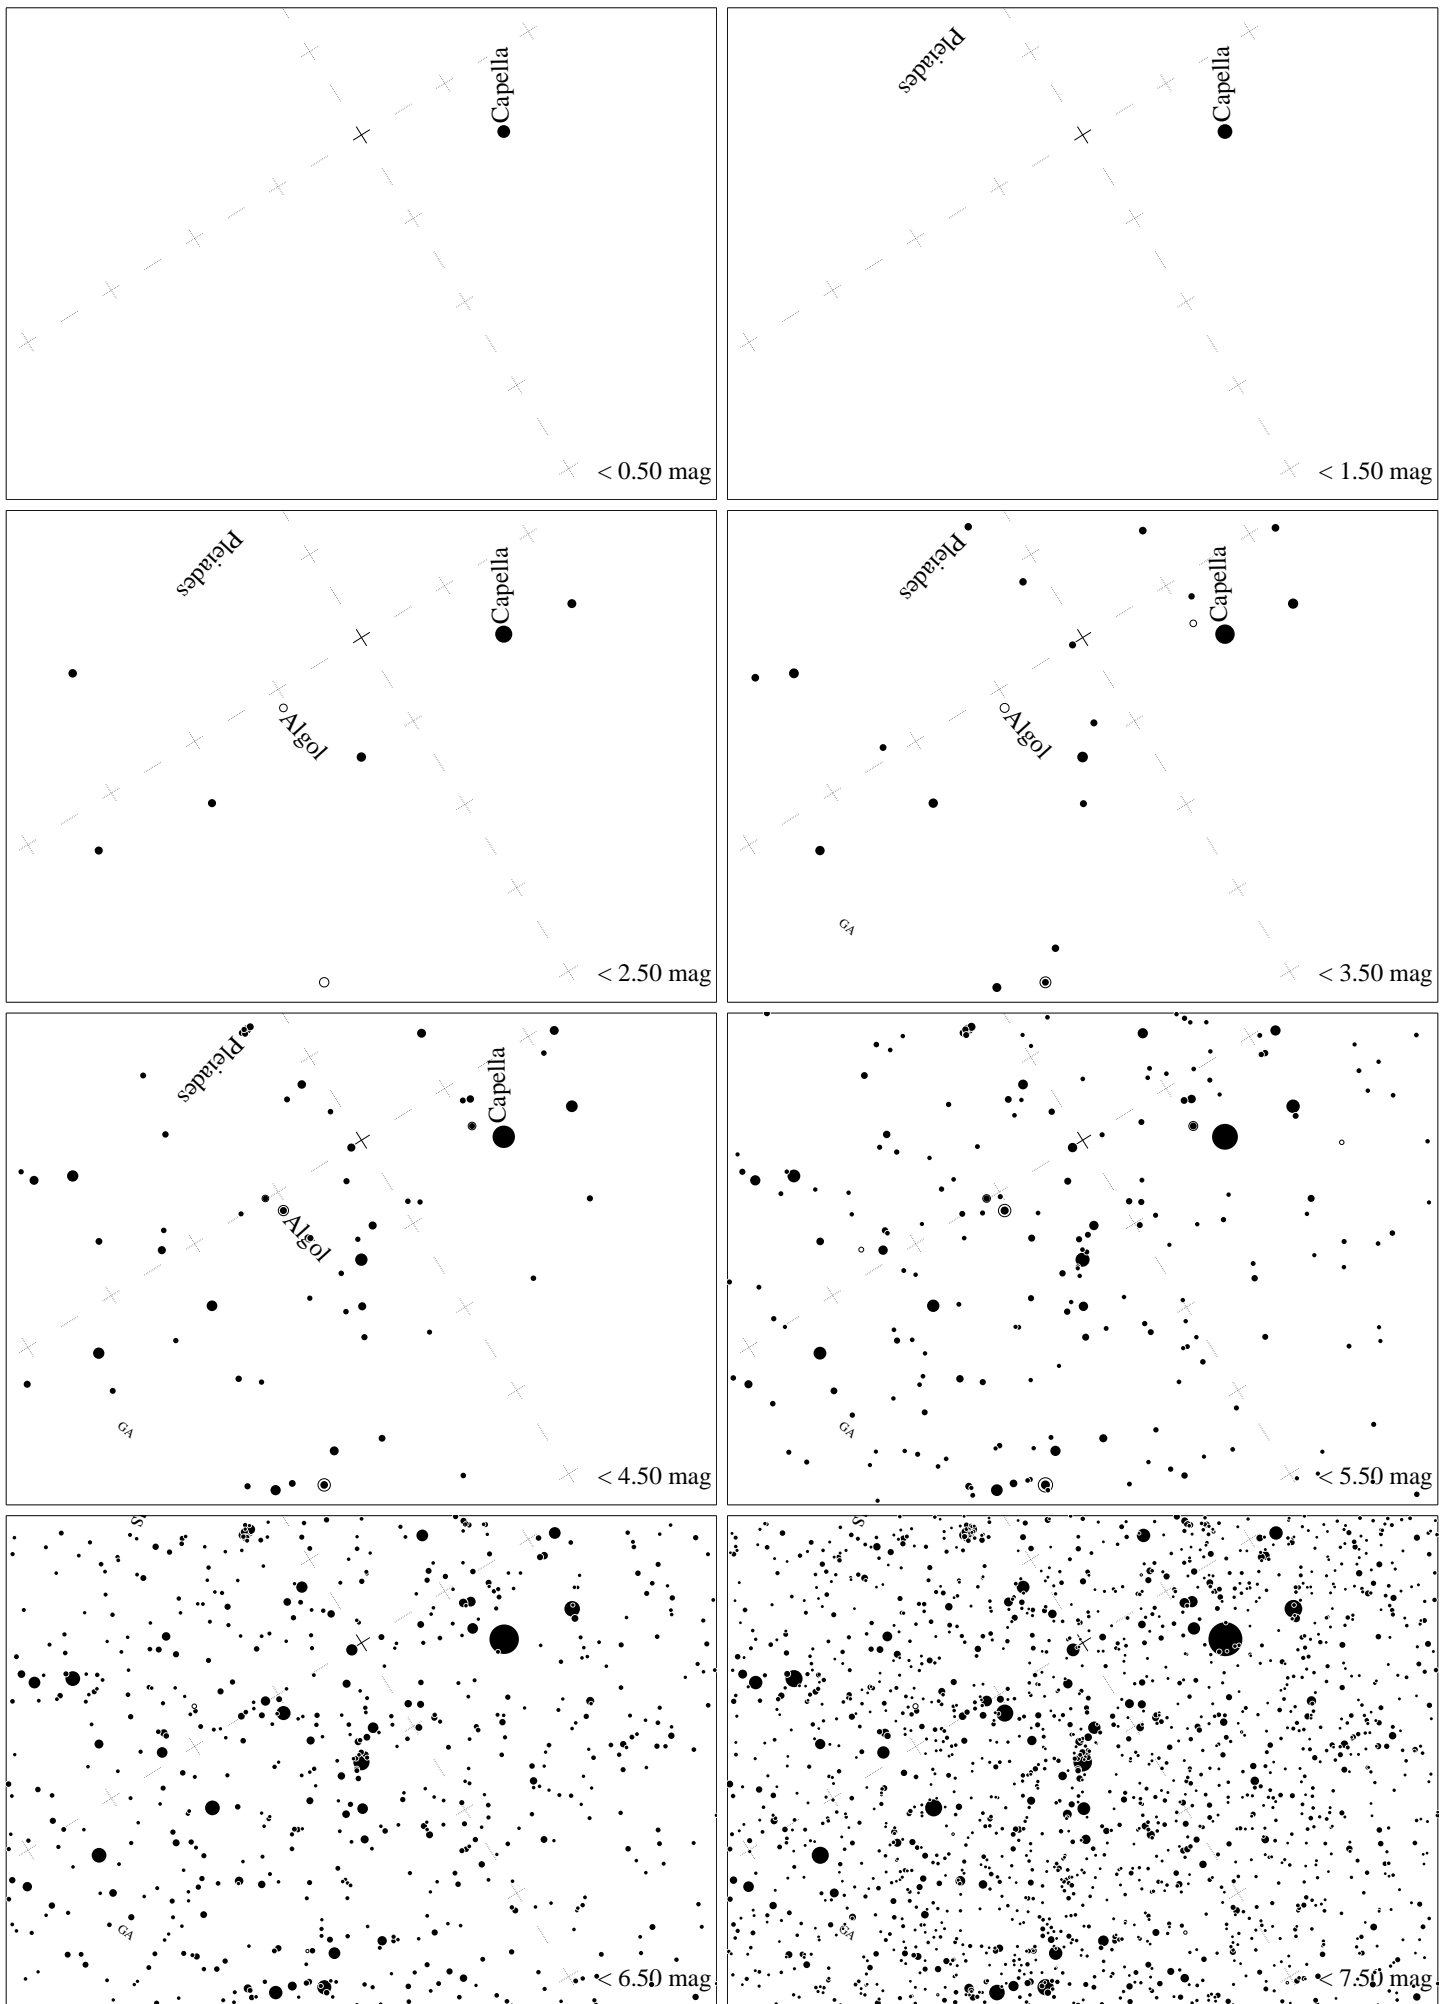 Capella
< 0.50 mag
Pleiades
Capella
< 1.50 mag
Pleiades
Capella
Algol
< 2.50 mag
Pleiades
Capella
Algol
GA
< 3.50 mag
Pleiades
Capella
Algol
GA
< 4.50 mag
GA
< 5.50 mag
s
GA
< 6.50 mag
s
GA
< 7.50 mag